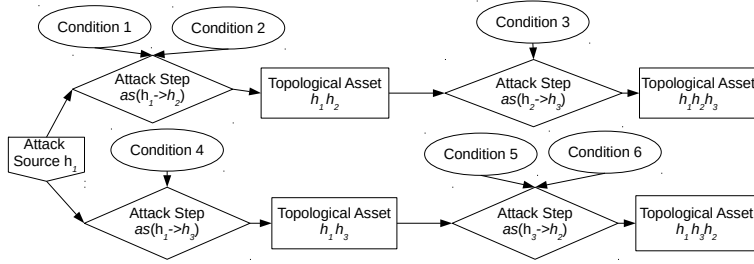 Condition 1
Condition 2
Condition 3
Attack Step
as(h₁->h₂)
Topological Asset
h₁h₂
Attack Step
as(h₂->h₃)
Topological Asset
h₁h₂h₃
Attack
Source h₁
Condition 4
Condition 5
Condition 6
Attack Step
as(h₁->h₃)
Topological Asset
h₁h₃
Attack Step
as(h₃->h₂)
Topological Asset
h₁h₃h₂